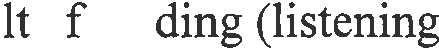 lt f ding (listening